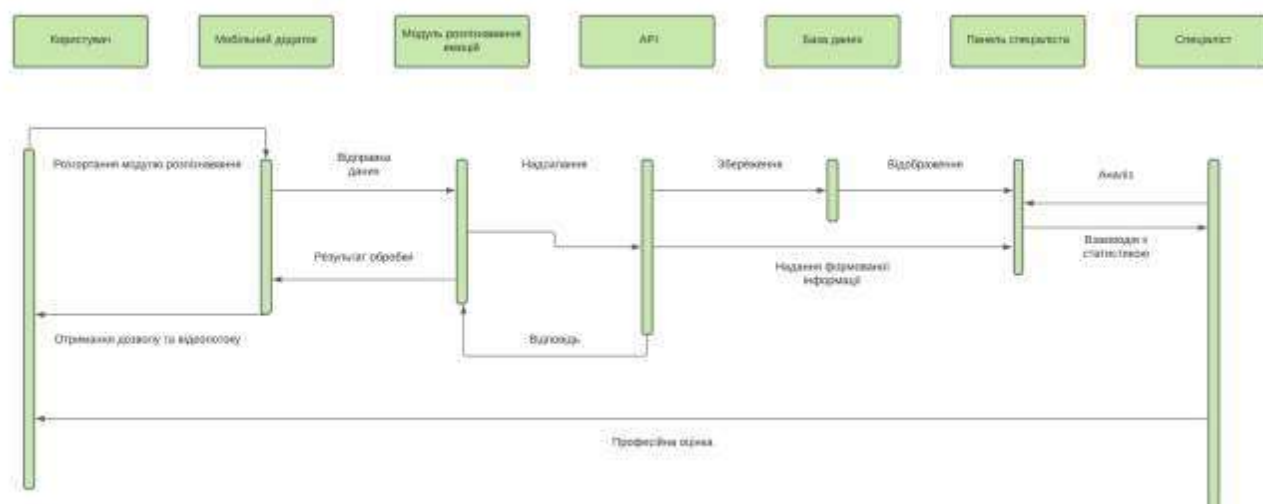 Користувач
Мобільний додаток
Модуль розпізнавання
емоцій
API
База даних
Панель спеціаліста
Спеціаліст
Розгортання модулю розпізнавання
Відправка
даних
Надсилання
Збереження
Відображення
Аналіз
Взаємодія з
статистикою
Результат обробки
Надання формованої
інформації
Отримання дозволу та відеопотоку
Відповідь
Професійна оцінка